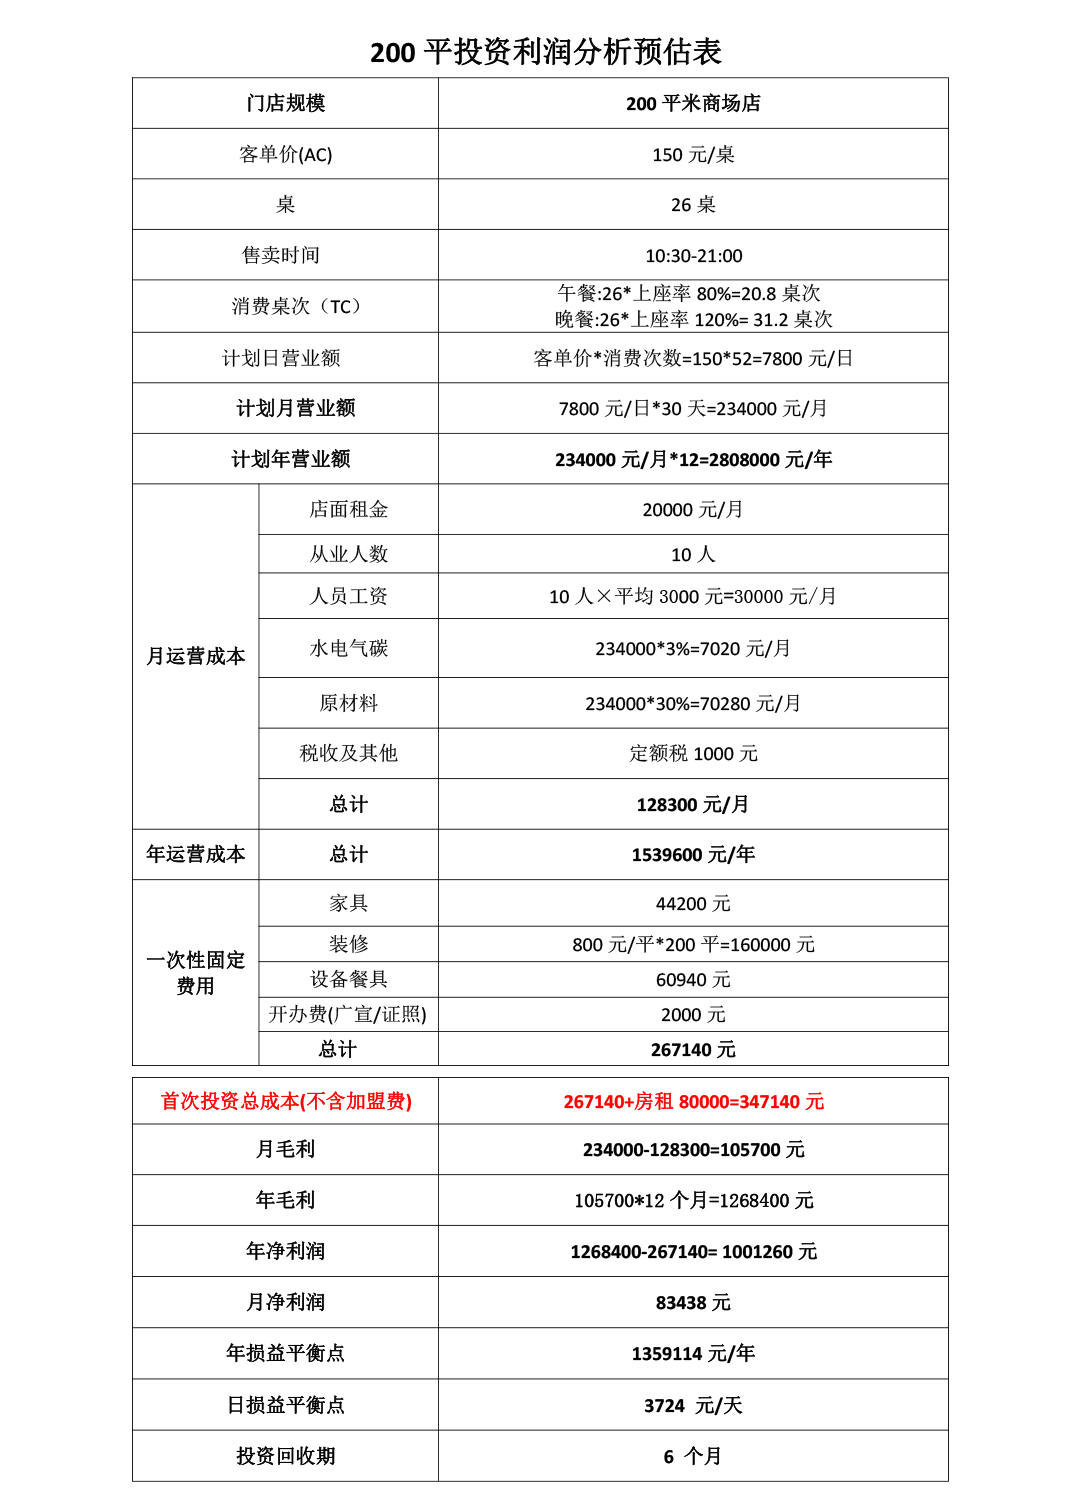 200 平投资利润分析预估表
门店规模
200 平米商场店
客单价(AC)
150 元/桌
桌
26 桌
售卖时间
10:30-21:00
消费桌次（TC）
午餐:26*上座率 80%=20.8 桌次
晚餐:26*上座率 120%= 31.2 桌次
计划日营业额
客单价*消费次数=150*52=7800 元/日
计划月营业额
7800 元/日*30 天=234000 元/月
计划年营业额
234000 元/月*12=2808000 元/年
月运营成本
店面租金
20000 元/月
从业人数
10 人
人员工资
10 人×平均 3000 元=30000 元/月
水电气碳
234000*3%=7020 元/月
原材料
234000*30%=70280 元/月
税收及其他
定额税 1000 元
总计
128300 元/月
年运营成本
总计
1539600 元/年
一次性固定
费用
家具
44200 元
装修
800 元/平*200 平=160000 元
设备餐具
60940 元
开办费(广宣/证照)
2000 元
总计
267140 元
首次投资总成本(不含加盟费)
267140+房租 80000=347140 元
月毛利
234000-128300=105700 元
年毛利
105700*12 个月=1268400 元
年净利润
1268400-267140= 1001260 元
月净利润
83438 元
年损益平衡点
1359114 元/年
日损益平衡点
3724 元/天
投资回收期
6 个月